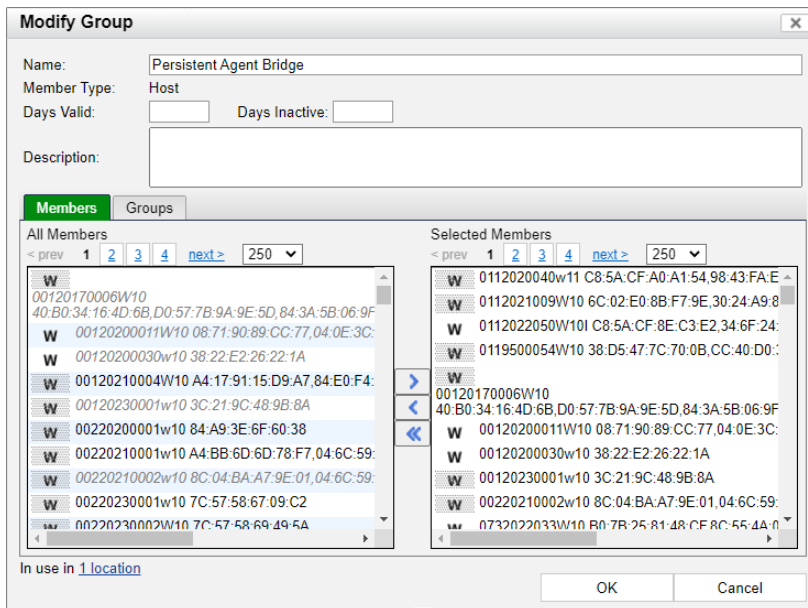 Modify Group
Name: Persistent Agent Bridge
Member Type: Host
Days Valid: Days Inactive:
Description:
Members Groups
All Members
< prev 1 2 3 4 next > 250
W
00120170006W10
40:B0:34:16:4D:6B,D0:57:7B:9A:9E:5D,84:3A:5B:06:9F
W 00120200011W10 08:71:90:89:CC:77,04:0E:3C:
W 00120200030w10 38:22:E2:26:22:1A
W 00120210004W10 A4:17:91:15:D9:A7,84:E0:F4:
W 00120230001w10 3C:21:9C:48:9B:8A
W 00220200001w10 84:A9:3E:6F:60:38
W 00220210001w10 A4:BB:6D:6D:78:F7,04:6C:59:
W 00220210002w10 8C:04:BA:A7:9E:01,04:6C:59:
W 00220230001w10 7C:57:58:67:09:C2
W 00220230002W10 7C:57:58:69:49:5A
Selected Members
< prev 1 2 3 4 next > 250
W 0112020040w11 C8:5A:CF:A0:A1:54,98:43:FA:E
W 0112021009W10 6C:02:E0:8B:F7:9E,30:24:A9:8
W 0112022050W10I C8:5A:CF:8E:C3:E2,34:6F:24:
W 0119500054W10 38:D5:47:7C:70:0B,CC:40:D0:
W
00120170006W10
40:B0:34:16:4D:6B,D0:57:7B:9A:9E:5D,84:3A:5B:06:9F
W 00120200011W10 08:71:90:89:CC:77,04:0E:3C:
W 00120200030w10 38:22:E2:26:22:1A
W 00120230001w10 3C:21:9C:48:9B:8A
W 00220210002w10 8C:04:BA:A7:9E:01,04:6C:59:
W 0732022033W10 B0:7B:25:81:48:CF,8C:55:4A:0
In use in 1 location
OK Cancel